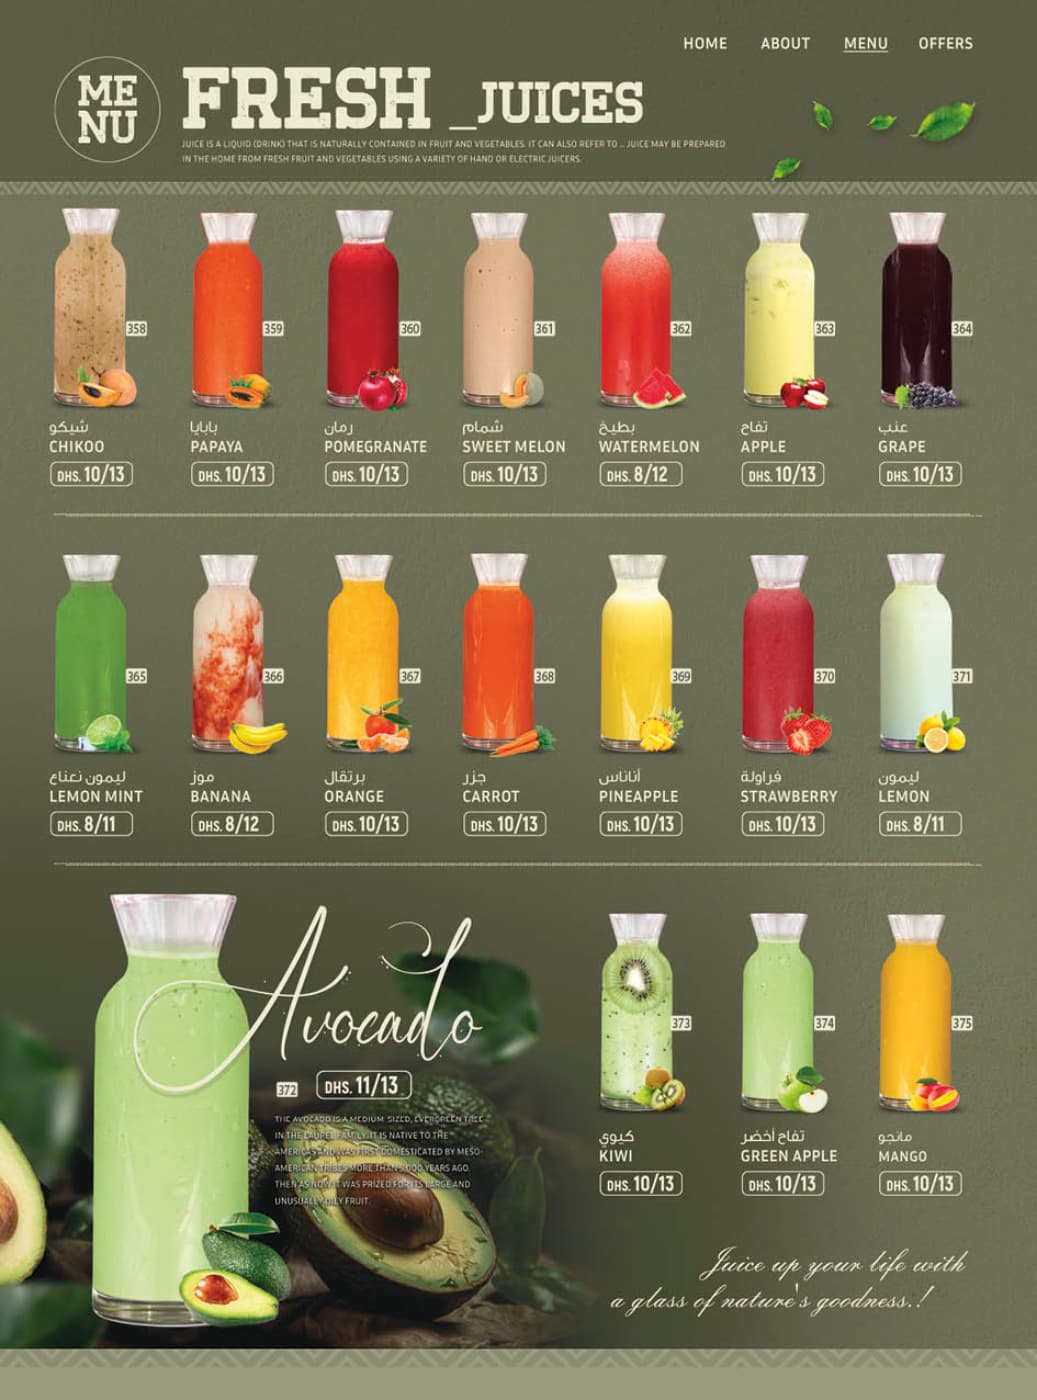 HOME ABOUT MENU OFFERS
ME
NU
FRESH _JUICES
JUICE IS A LIQUID (DRINK) THAT IS NATURALLY CONTAINED IN FRUIT AND VEGETABLES. IT CAN ALSO REFER TO ... JUICE MAY BE PREPARED
IN THE HOME FROM FRESH FRUIT AND VEGETABLES USING A VARIETY OF HAND OR ELECTRIC JUICERS.
358 359 360 361 362 363 364
شيكو بابايا رمان شمام بطيخ تفاح عنب
CHIKOO PAPAYA POMEGRANATE SWEET MELON WATERMELON APPLE GRAPE
DHS. 10/13 DHS. 10/13 DHS. 10/13 DHS. 10/13 DHS. 8/12 DHS. 10/13 DHS. 10/13
365 366 367 368 369 370 371
ليمون نعناع موز برتقال جزر أناناس فراولة ليمون
LEMON MINT BANANA ORANGE CARROT PINEAPPLE STRAWBERRY LEMON
DHS. 8/11 DHS. 8/12 DHS. 10/13 DHS. 10/13 DHS. 10/13 DHS. 10/13 DHS. 8/11
Avocado
372 DHS. 11/13
THE AVOCADO IS A MEDIUM-SIZED, EVERGREEN TREE
IN THE LAUREL FAMILY. IT IS NATIVE TO THE
AMERICAS AND WAS FIRST DOMESTICATED BY MESO-
AMERICAN TRIBES MORE THAN 5,000 YEARS AGO.
THEN AS NOW IT WAS PRIZED FOR ITS LARGE AND
UNUSUALLY OILY FRUIT.
373 374 375
كيوي تفاح أخضر مانجو
KIWI GREEN APPLE MANGO
DHS. 10/13 DHS. 10/13 DHS. 10/13
Juice up your life with
a glass of nature's goodness.!